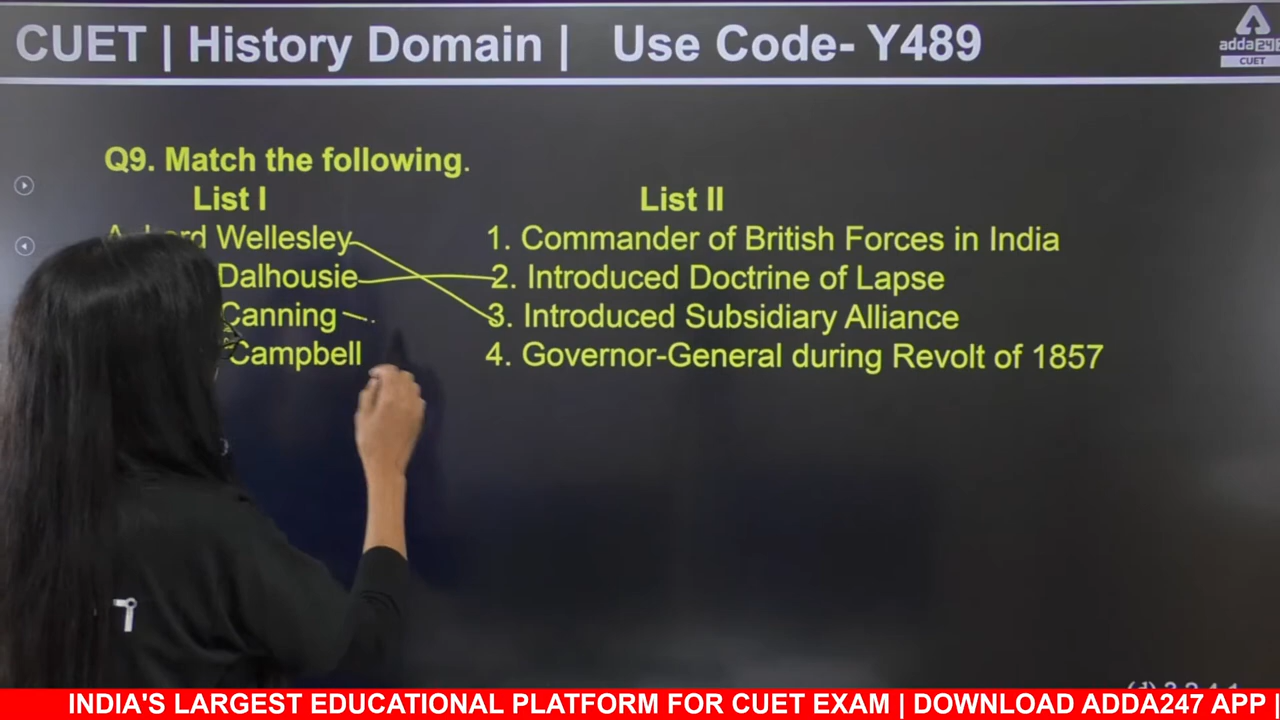 CUET | History Domain | Use Code- Y489
adda247
CUET
Q9. Match the following.
List I List II
Wellesley 1. Commander of British Forces in India
Dalhousie 2. Introduced Doctrine of Lapse
Canning 3. Introduced Subsidiary Alliance
Campbell 4. Governor-General during Revolt of 1857
INDIA'S LARGEST EDUCATIONAL PLATFORM FOR CUET EXAM | DOWNLOAD ADDA247 APP |